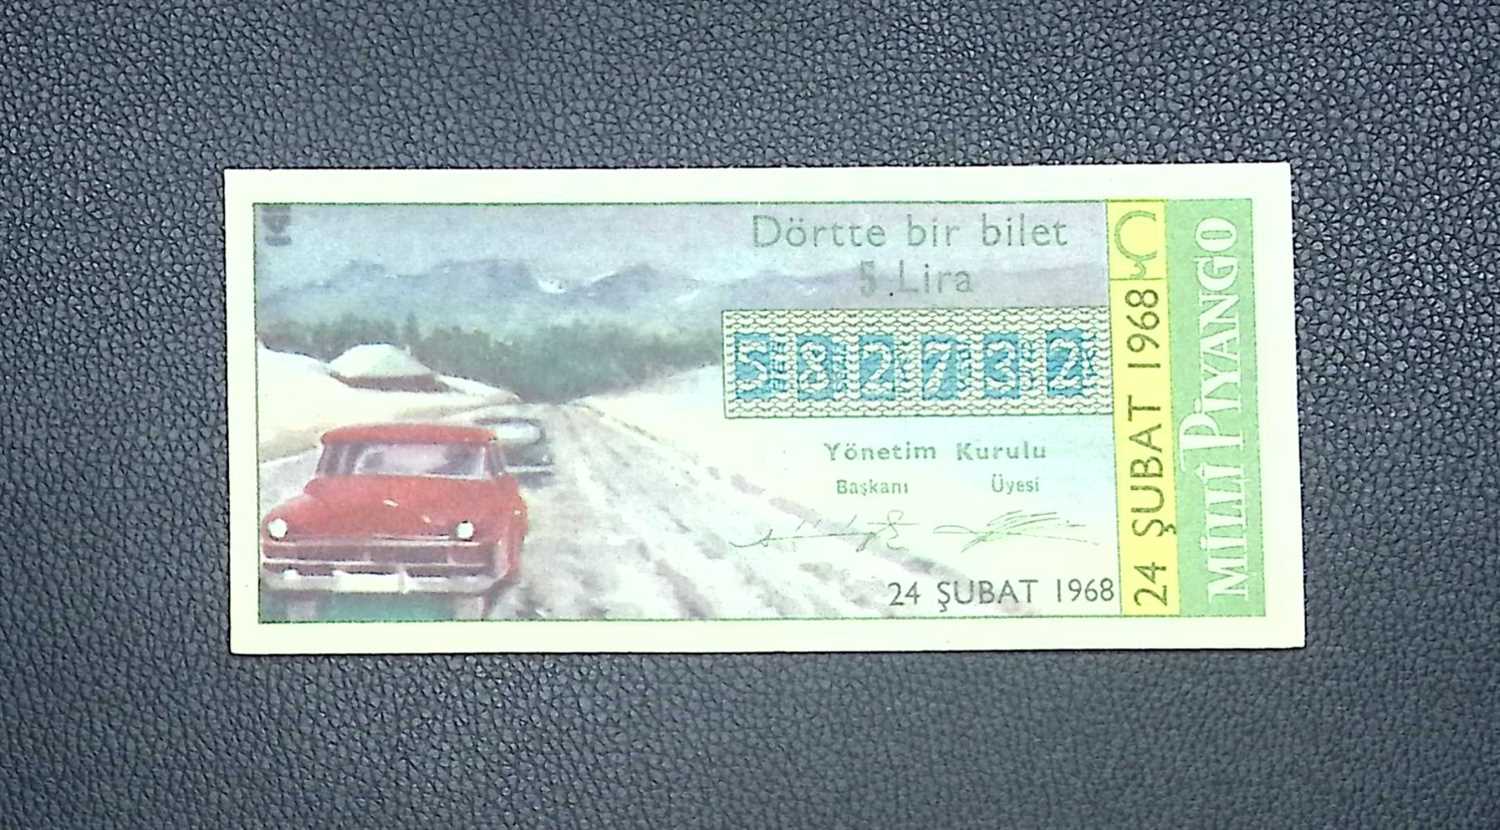 Dörtte bir bilet
5 Lira
582732
Yönetim Kurulu
Başkanı Üyesi
24 ŞUBAT 1968
24 ŞUBAT 1968
MİLLİ PİYANGO